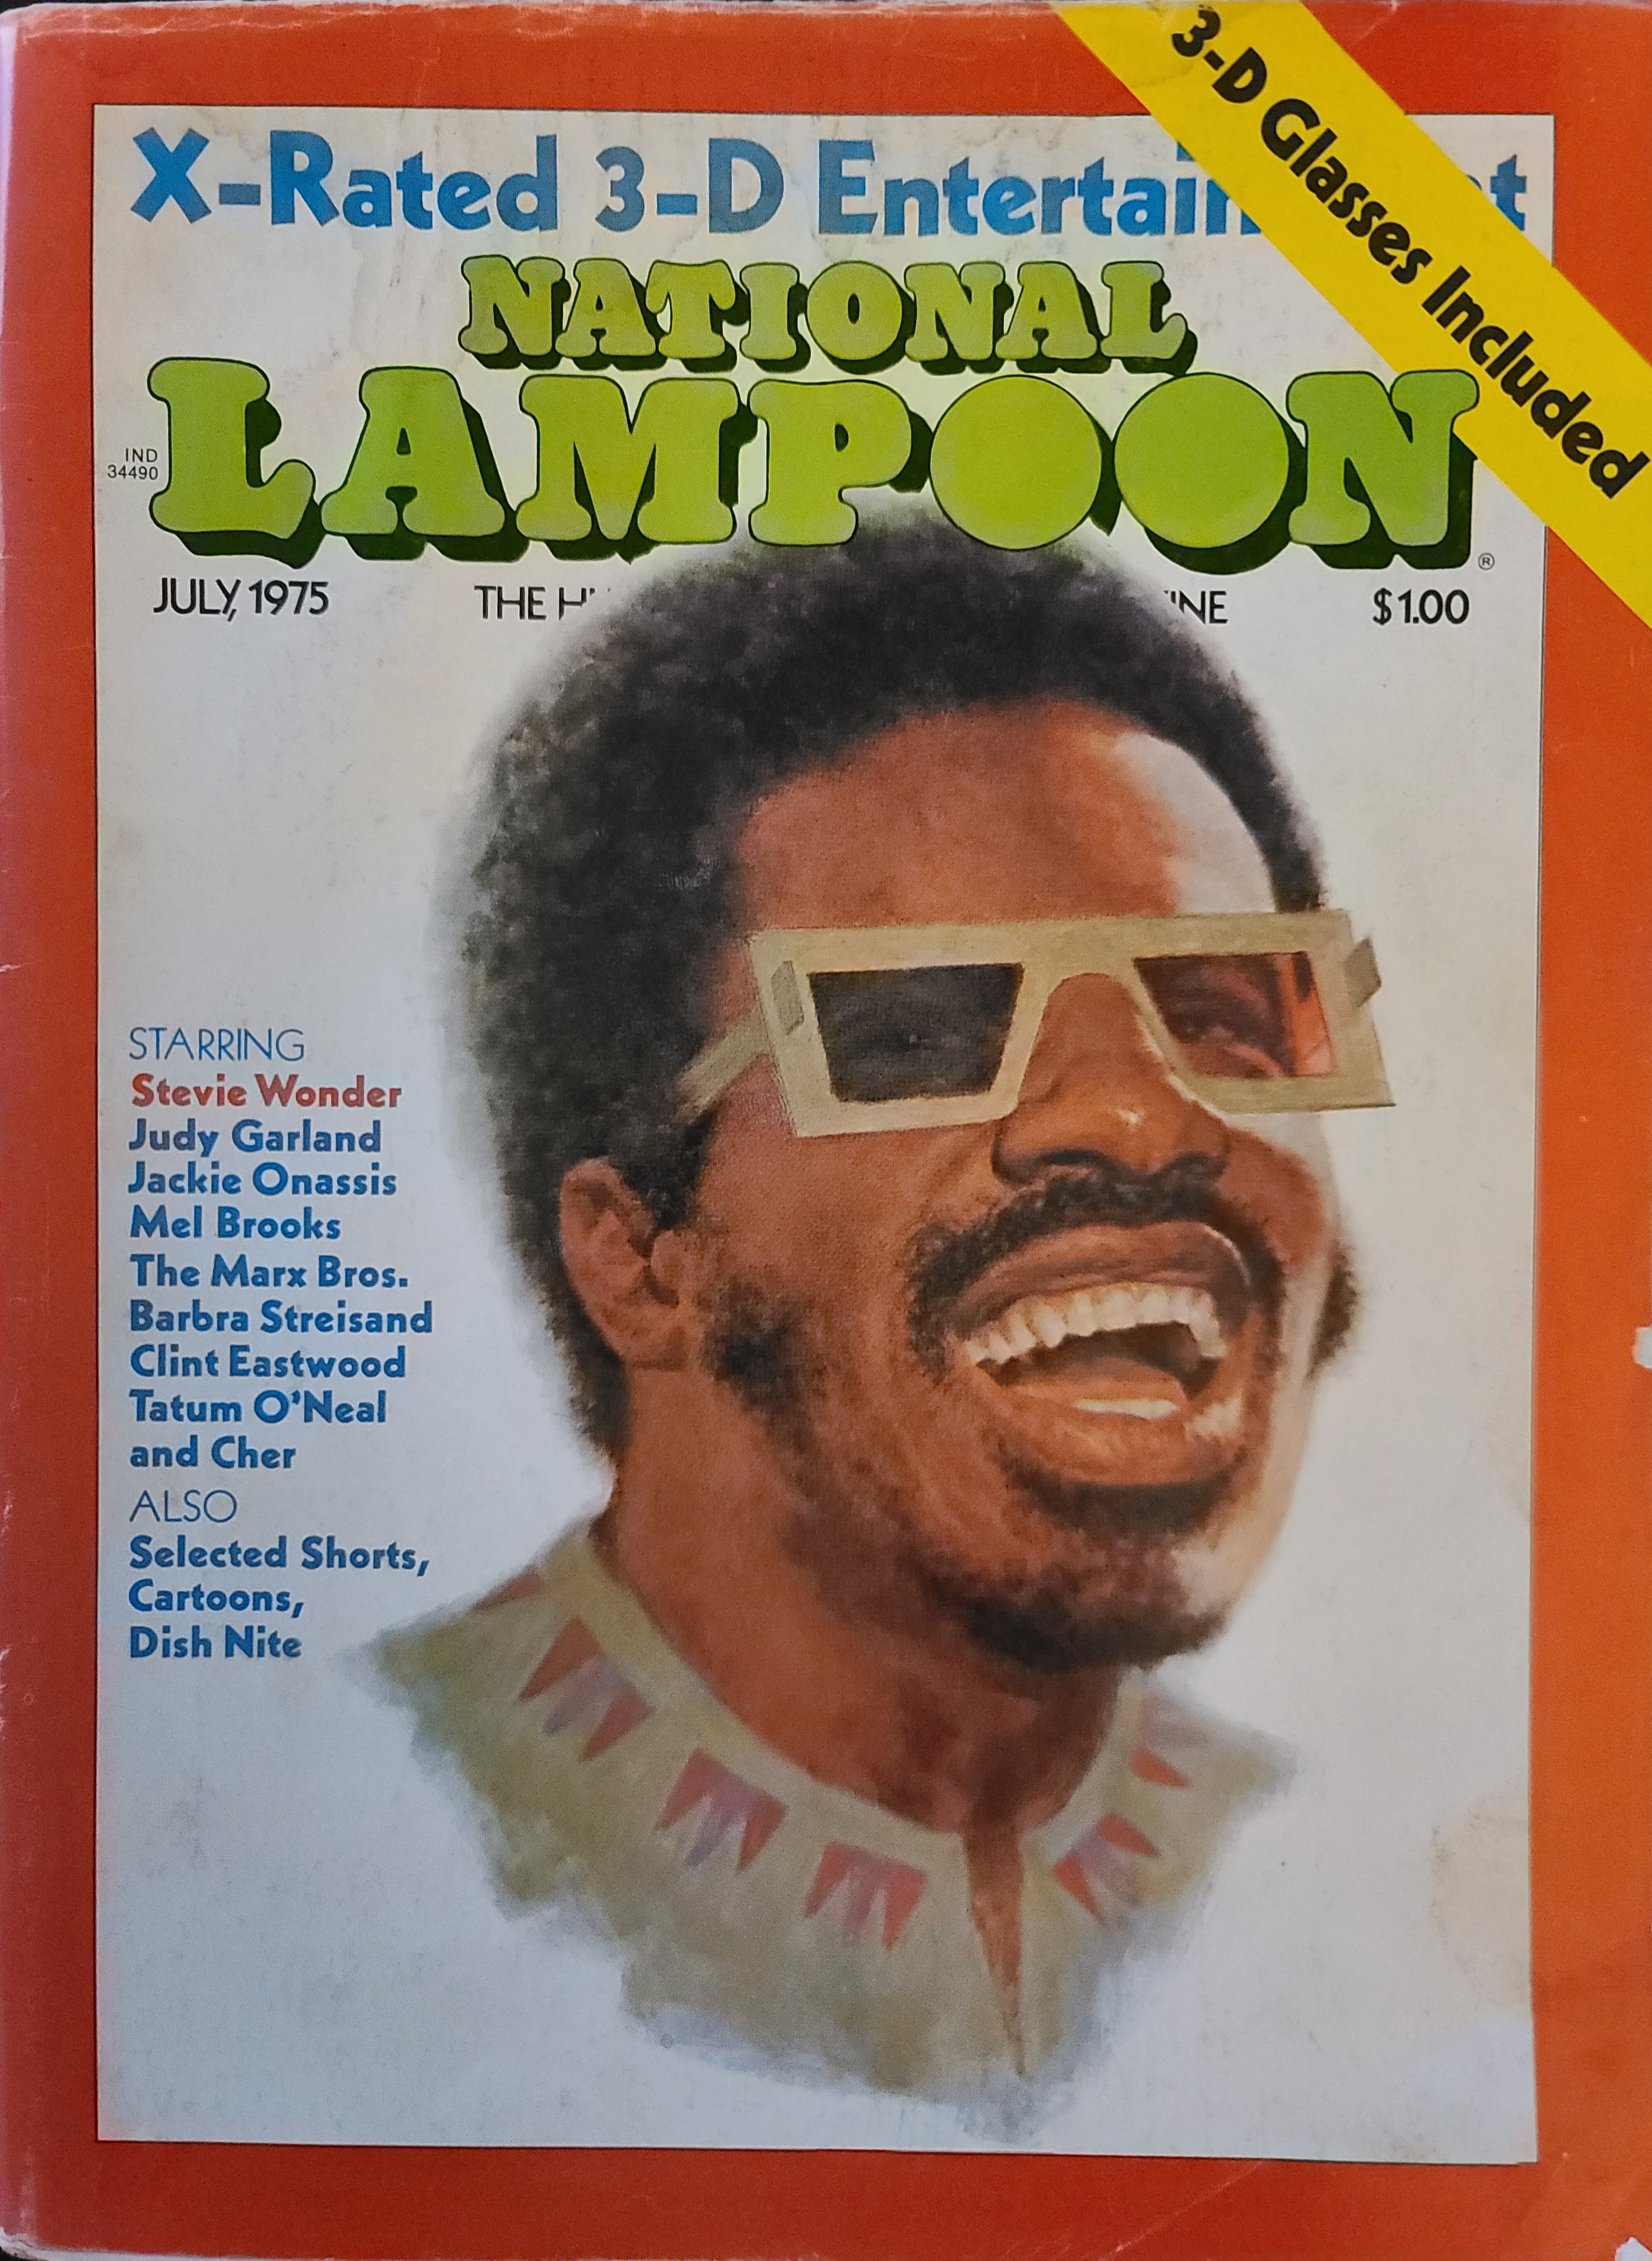 3-D Glasses Included
X-Rated 3-D
NATIONAL
LAMPOON
IND
34490
®
JULY, 1975
THE
$1.00
STARRING
Stevie Wonder
Judy Garland
Jackie Onassis
Mel Brooks
The Marx Bros.
Barbra Streisand
Clint Eastwood
Tatum O'Neal
and Cher
ALSO
Selected Shorts,
Cartoons,
Dish Nite